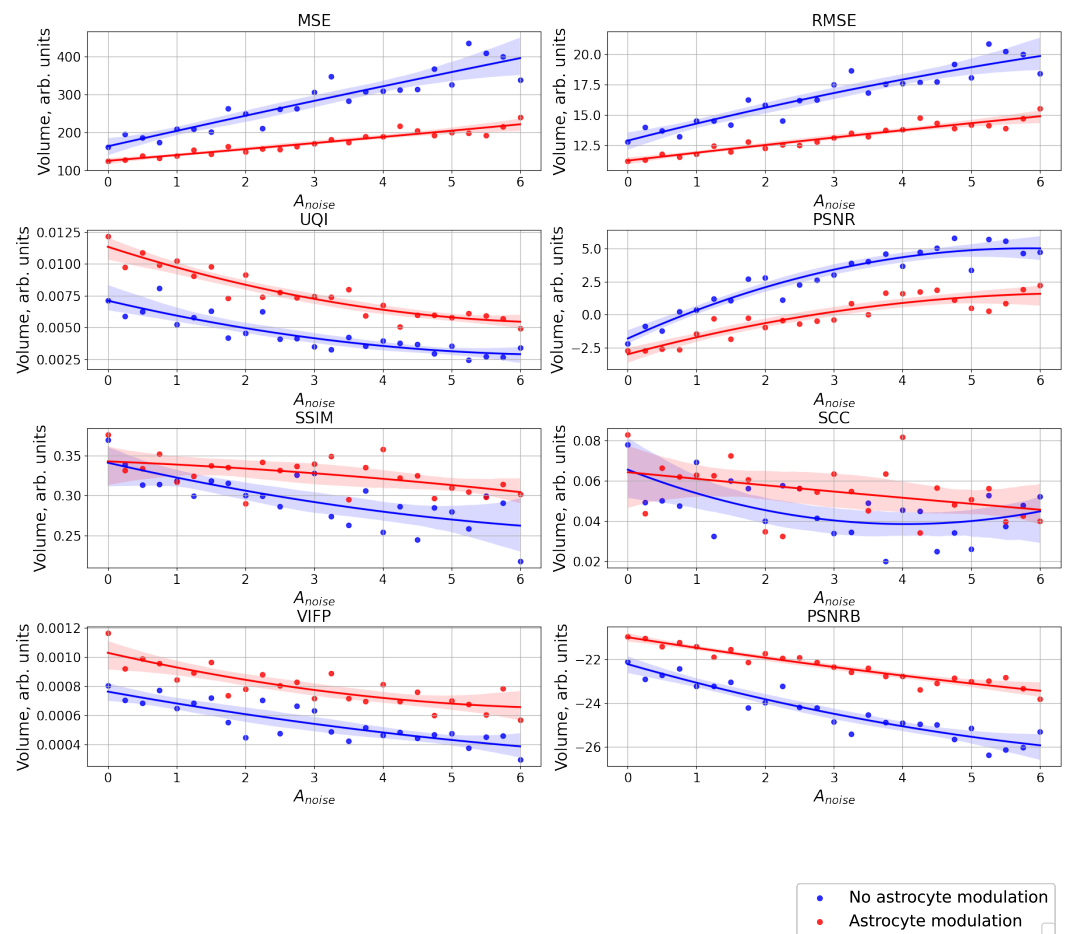 MSE
RMSE
Volume, arb. units
400
300
200
100
0 1 2 3 4 5 6
A_noise
Volume, arb. units
20.0
17.5
15.0
12.5
0 1 2 3 4 5 6
A_noise
UQI
PSNR
Volume, arb. units
0.0125
0.0100
0.0075
0.0050
0.0025
0 1 2 3 4 5 6
A_noise
Volume, arb. units
5.0
2.5
0.0
−2.5
0 1 2 3 4 5 6
A_noise
SSIM
SCC
Volume, arb. units
0.35
0.30
0.25
0 1 2 3 4 5 6
A_noise
Volume, arb. units
0.08
0.06
0.04
0.02
0 1 2 3 4 5 6
A_noise
VIFP
PSNRB
Volume, arb. units
0.0012
0.0010
0.0008
0.0006
0.0004
0 1 2 3 4 5 6
A_noise
Volume, arb. units
−22
−24
−26
0 1 2 3 4 5 6
A_noise
No astrocyte modulation
Astrocyte modulation